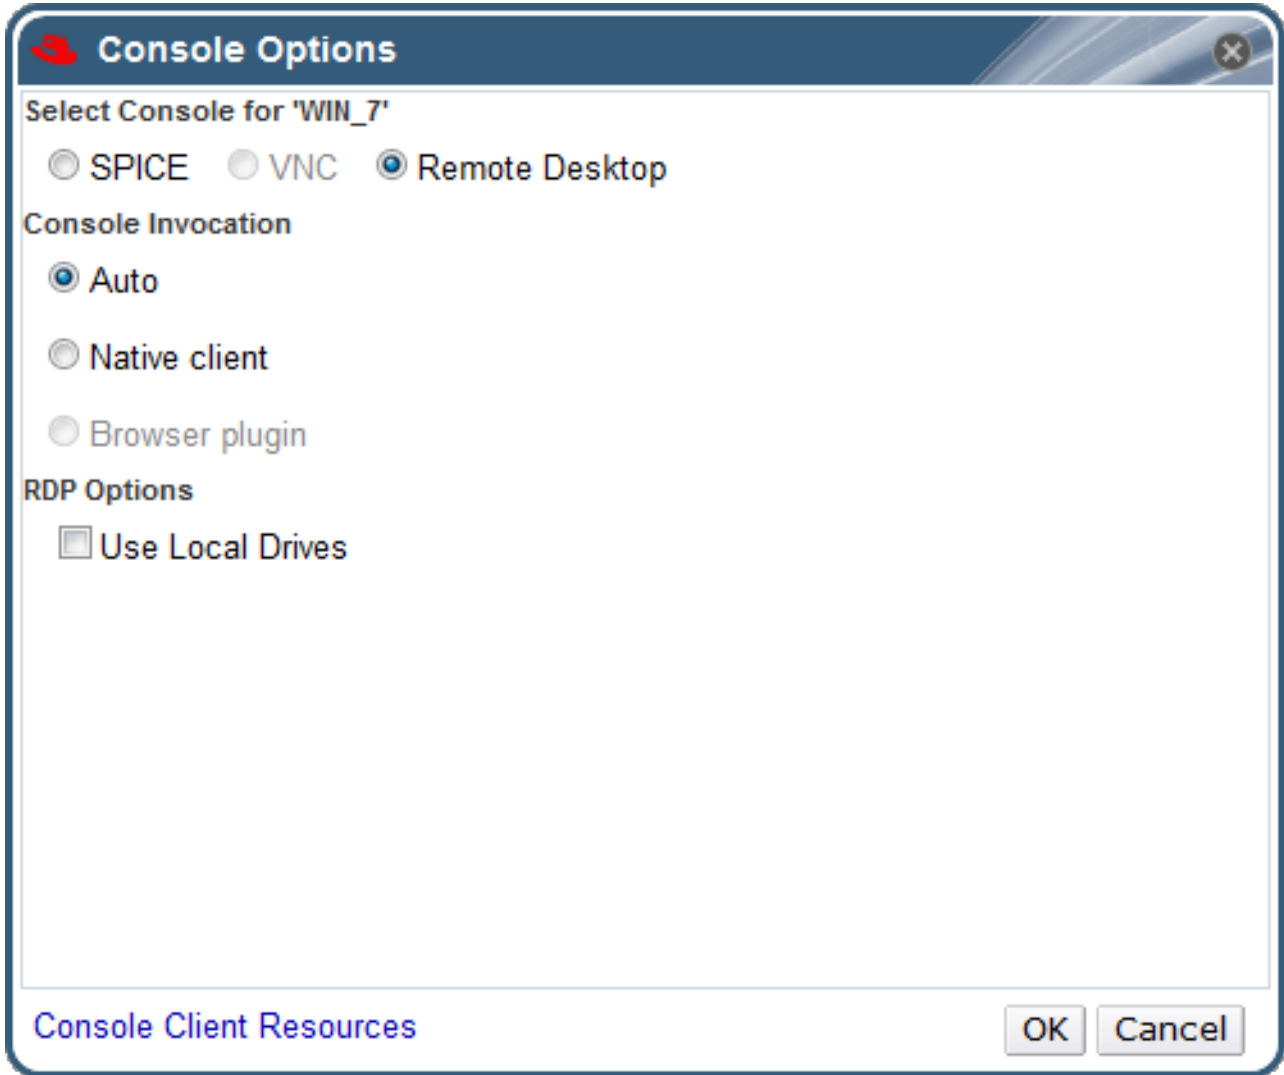 Console Options
Select Console for 'WIN_7'
SPICE VNC Remote Desktop
Console Invocation
Auto
Native client
Browser plugin
RDP Options
Use Local Drives
Console Client Resources OK Cancel